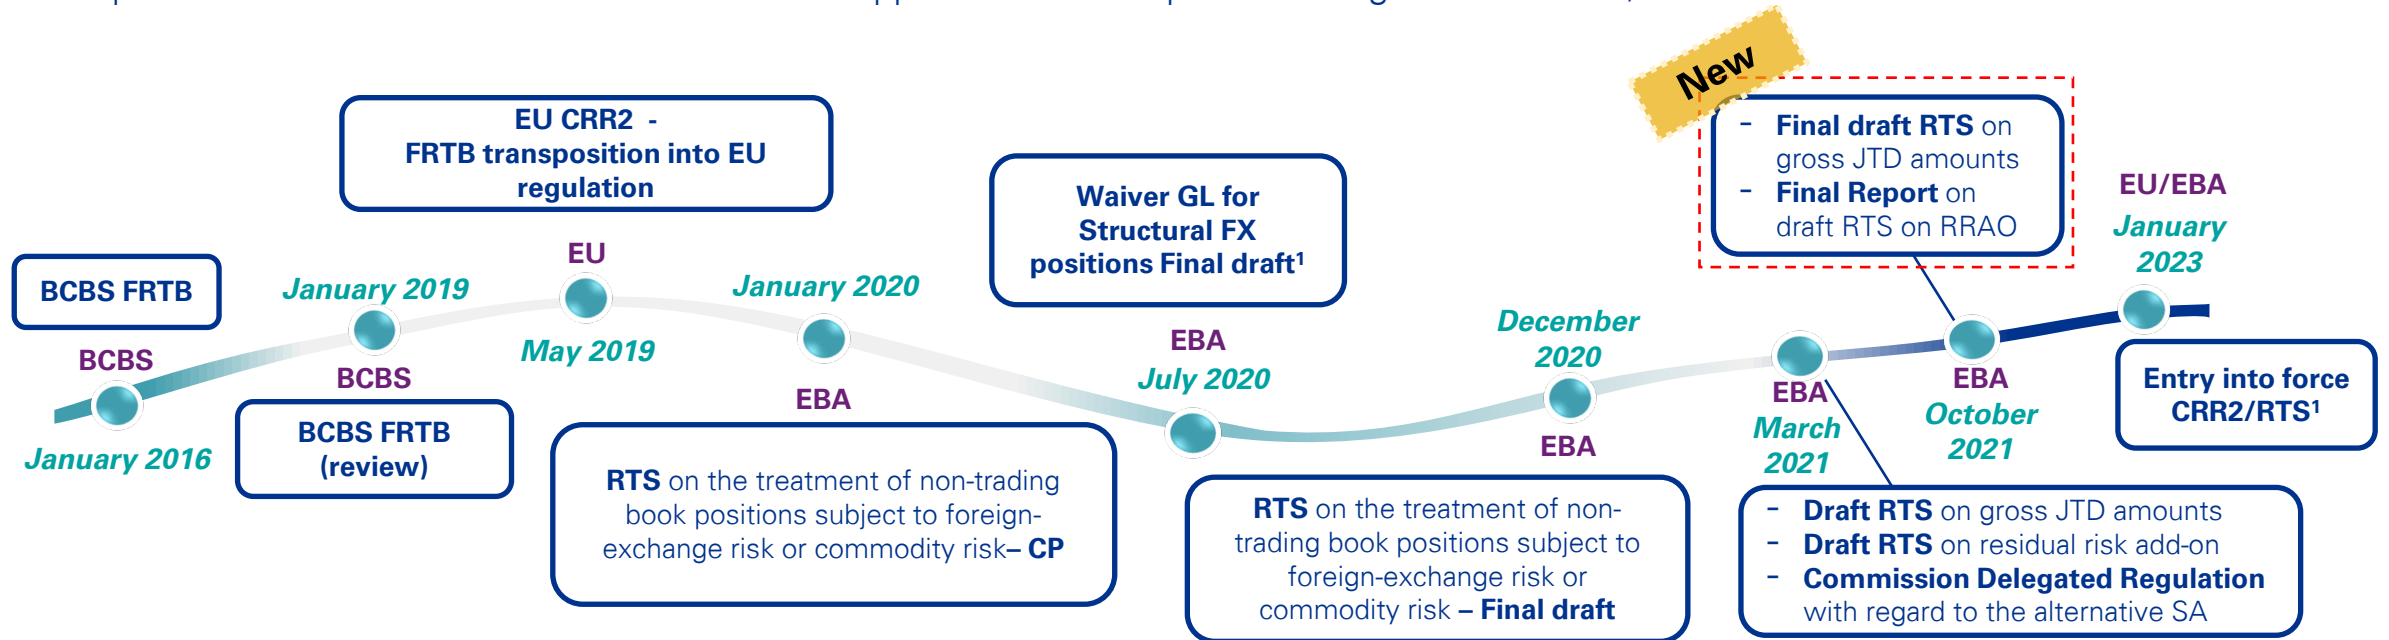 New
EU CRR2 -
FRTB transposition into EU
regulation
- Final draft RTS on
gross JTD amounts
- Final Report on
draft RTS on RRAO
Waiver GL for
Structural FX
positions Final draft¹
EU/EBA
January
2023
BCBS FRTB
January 2019
EU
January 2020
BCBS
May 2019
EBA
July 2020
December
2020
BCBS
EBA
EBA
March
2021
EBA
October
2021
Entry into force
CRR2/RTS¹
January 2016
BCBS FRTB
(review)
RTS on the treatment of non-trading
book positions subject to foreign-
exchange risk or commodity risk– CP
EBA
RTS on the treatment of non-
trading book positions subject to
foreign-exchange risk or
commodity risk – Final draft
- Draft RTS on gross JTD amounts
- Draft RTS on residual risk add-on
- Commission Delegated Regulation
with regard to the alternative SA